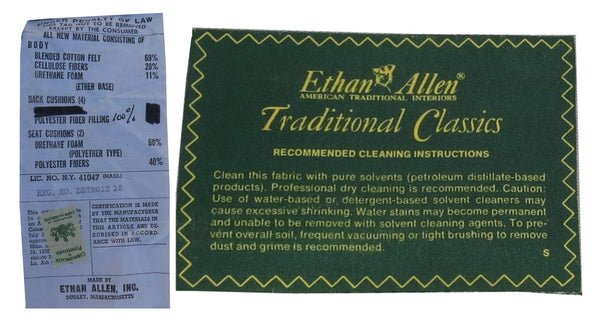 UNDER PENALTY OF LAW
THIS TAG NOT TO BE REMOVED
EXCEPT BY THE CONSUMER
ALL NEW MATERIAL CONSISTING OF
BODY
BLENDED COTTON FELT 69%
CELLULOSE FIBERS 20%
URETHANE FOAM 11%
(ETHER BASE)
BACK CUSHIONS (4)
POLYESTER FIBER FILLING 100%
SEAT CUSHIONS (2)
URETHANE FOAM 60%
(POLYETHER TYPE)
POLYESTER FIBERS 40%
LIC. NO. N.Y. 41047 (MASS)
REG. NO. DETROIT 12
CERTIFICATION IS MADE
BY THE MANUFACTURER
THAT THE MATERIALS IN
THIS ARTICLE ARE DE-
SCRIBED IN ACCORD-
ANCE WITH LAW.
MADE BY
ETHAN ALLEN, INC.
DUDLEY, MASSACHUSETTS
Ethan Allen®
AMERICAN TRADITIONAL INTERIORS
Traditional Classics
RECOMMENDED CLEANING INSTRUCTIONS
Clean this fabric with pure solvents (petroleum distillate-based
products). Professional dry cleaning is recommended. Caution:
Use of water-based or detergent-based solvent cleaners may
cause excessive shrinking. Water stains may become permanent
and unable to be removed with solvent cleaning agents. To pre-
vent overall soil, frequent vacuuming or light brushing to remove
dust and grime is recommended.
S